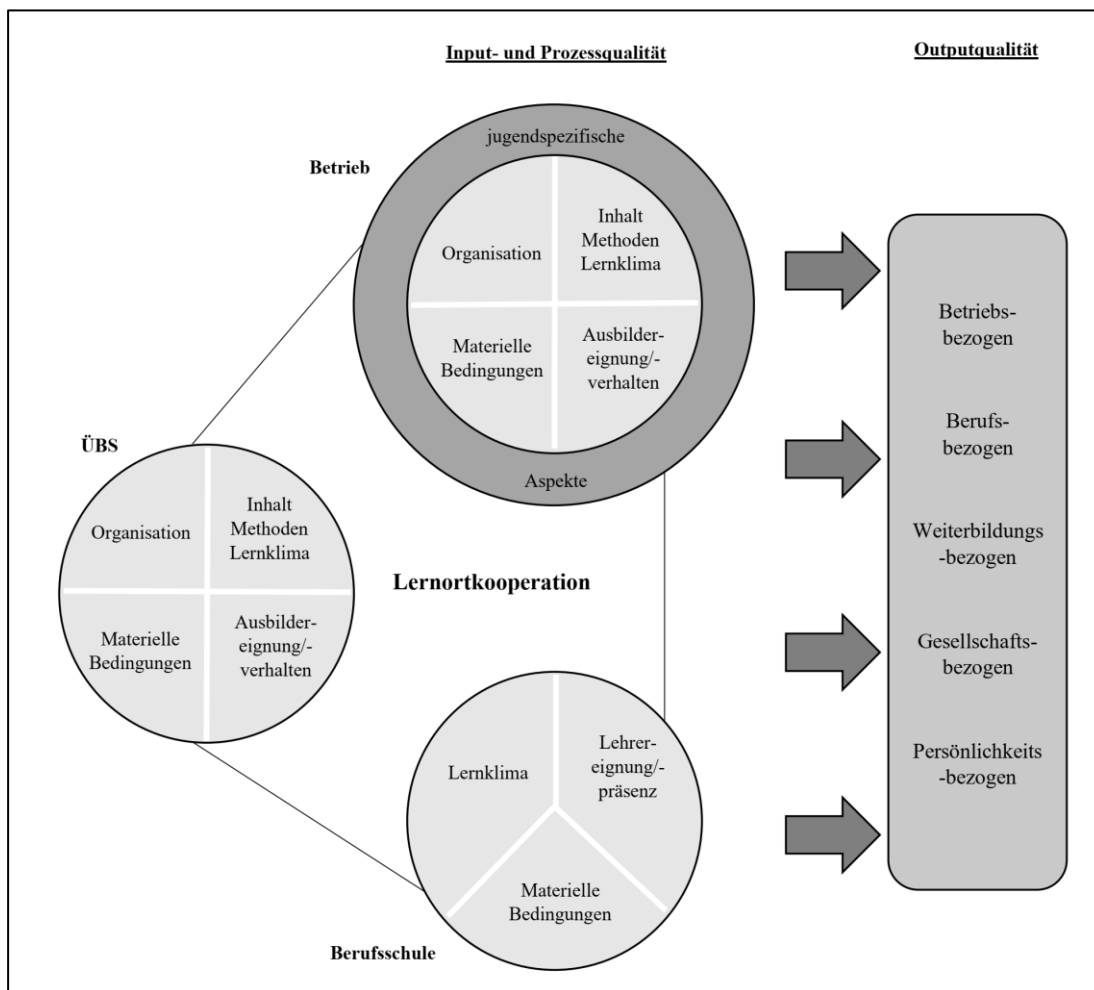 Input- und Prozessqualität
Outputqualität
Betrieb
jugendspezifische
Organisation
Inhalt
Methoden
Lernklima
Materielle
Bedingungen
Ausbilder-
eignung/-
verhalten
Aspekte
ÜBS
Organisation
Inhalt
Methoden
Lernklima
Materielle
Bedingungen
Ausbilder-
eignung/-
verhalten
Lernortkooperation
Lernklima
Lehrer-
eignung/-
präsenz
Materielle
Bedingungen
Berufsschule
Betriebs-
bezogen
Berufs-
bezogen
Weiterbildungs
-bezogen
Gesellschafts-
bezogen
Persönlichkeits
-bezogen